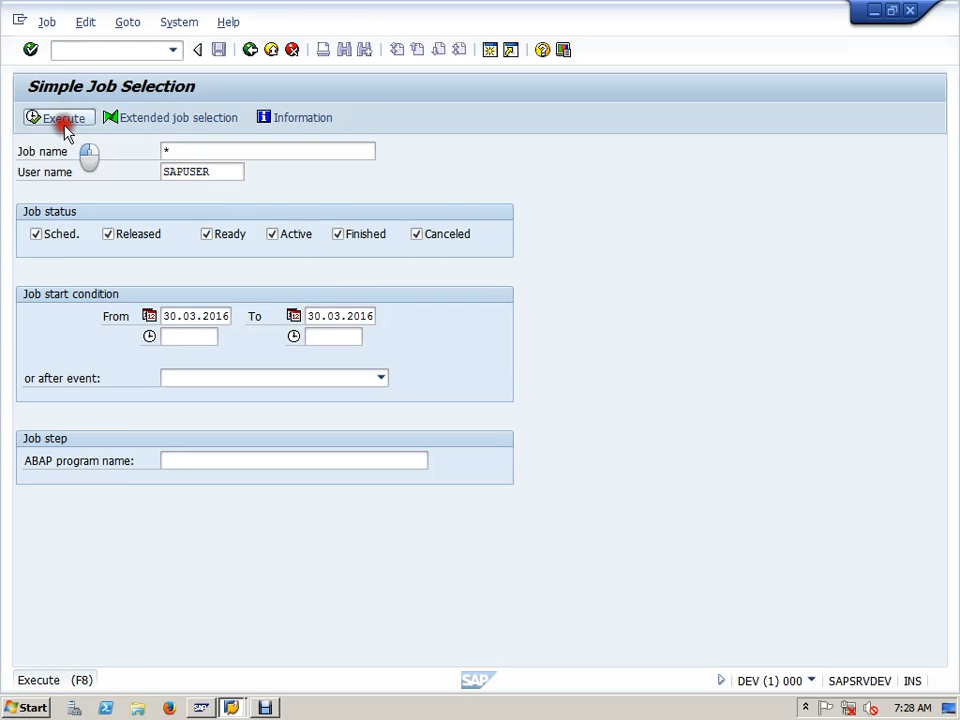 Job Edit Goto System Help
Simple Job Selection
Execute Extended job selection Information
Job name *
User name SAPUSER
Job status
Sched. Released Ready Active Finished Canceled
Job start condition
From 30.03.2016 To 30.03.2016
or after event:
Job step
ABAP program name:
Execute (F8) SAP DEV (1) 000 SAPSRVDEV INS
Start 7:28 AM